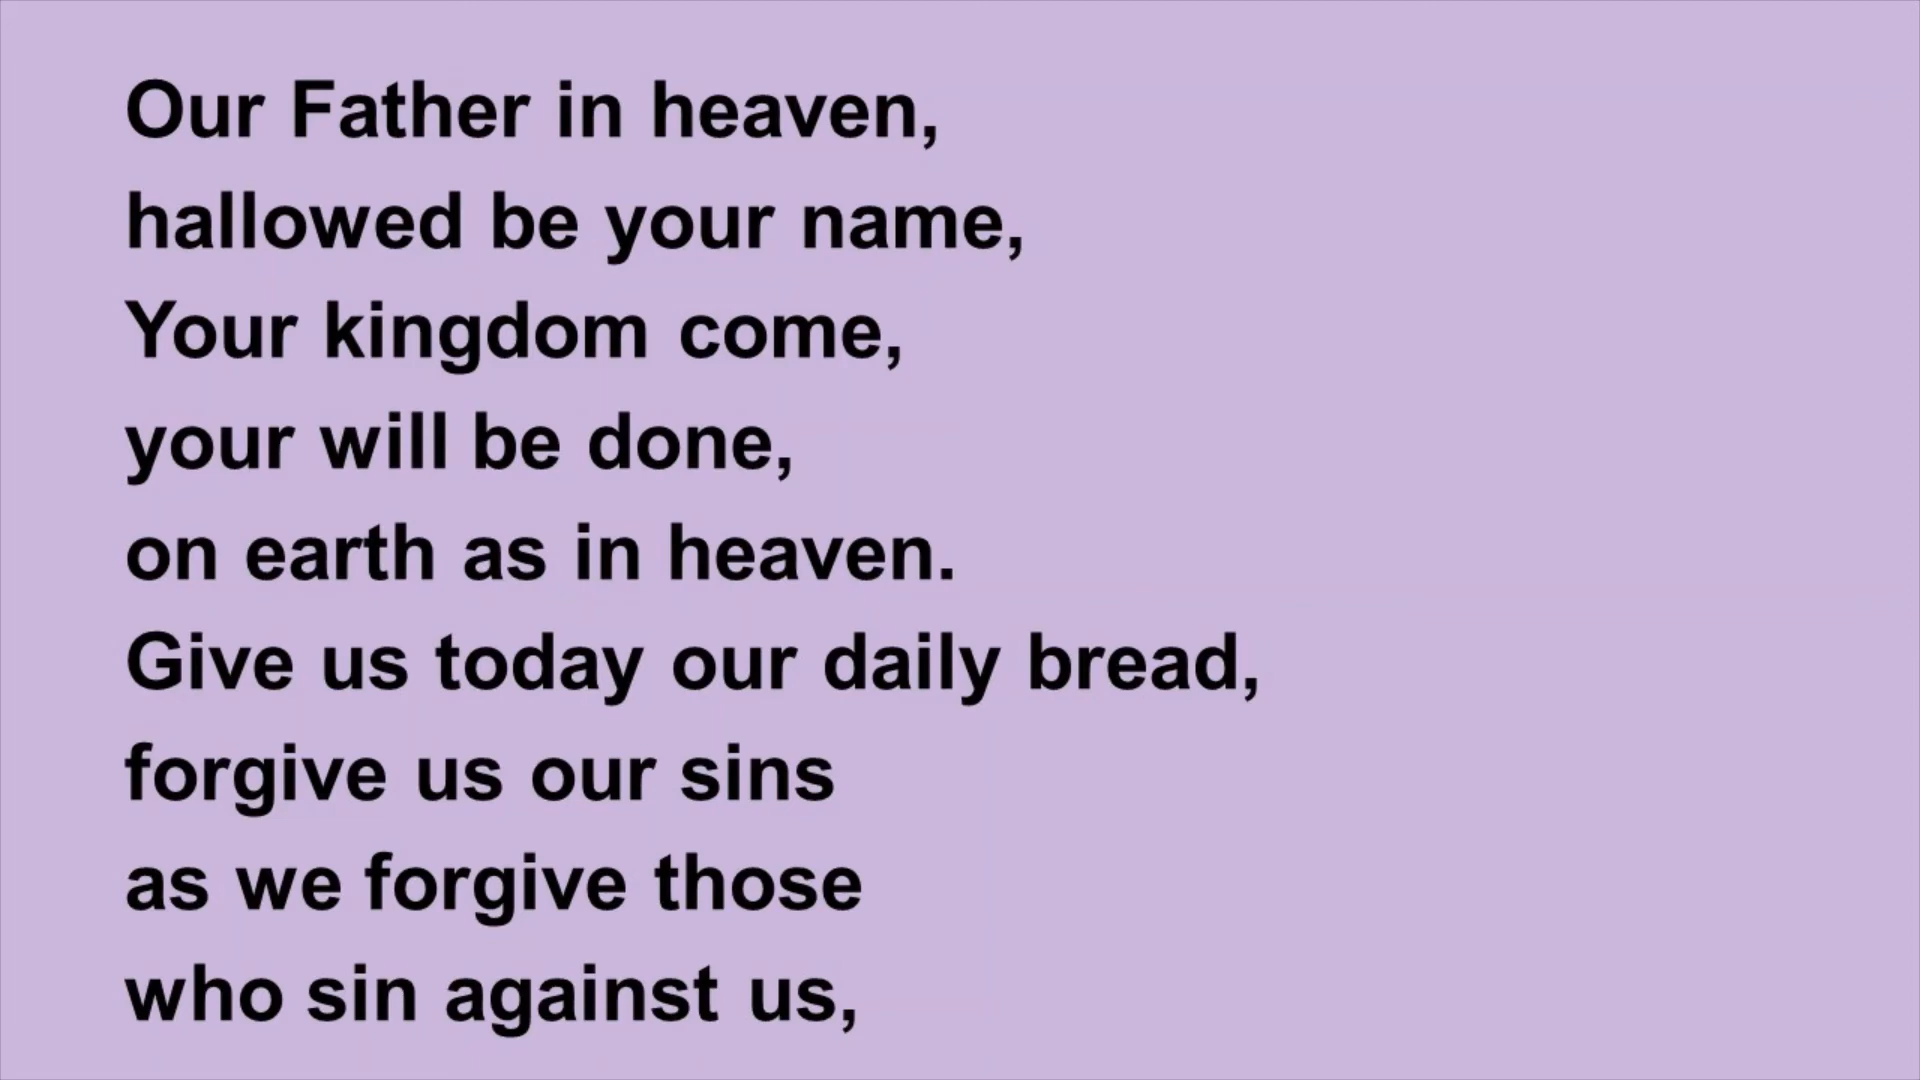 Our Father in heaven,
hallowed be your name,
Your kingdom come,
your will be done,
on earth as in heaven.
Give us today our daily bread,
forgive us our sins
as we forgive those
who sin against us,